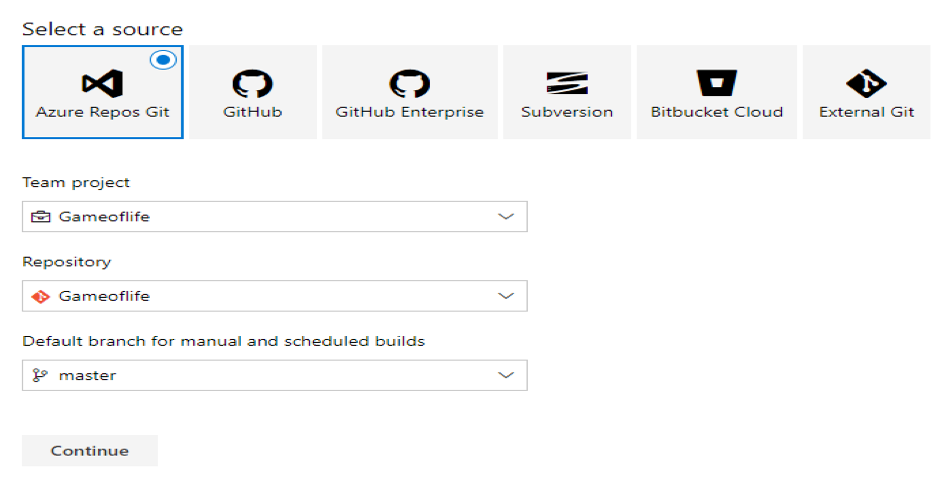 Select a source
Azure Repos Git GitHub GitHub Enterprise Subversion Bitbucket Cloud External Git
Team project
Gameoflife
Repository
Gameoflife
Default branch for manual and scheduled builds
master
Continue